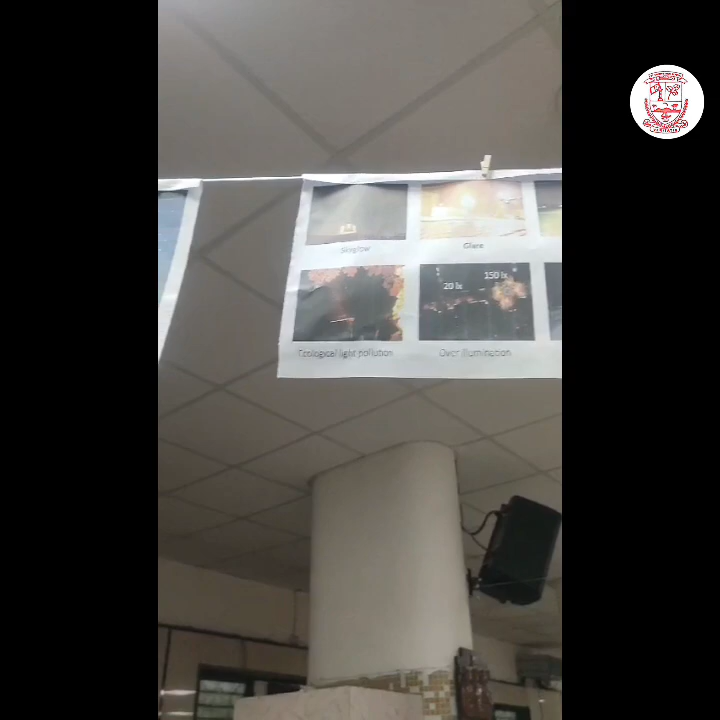 Skyglow
Glare
20 lx
150 lx
Ecological light pollution
Over illumination